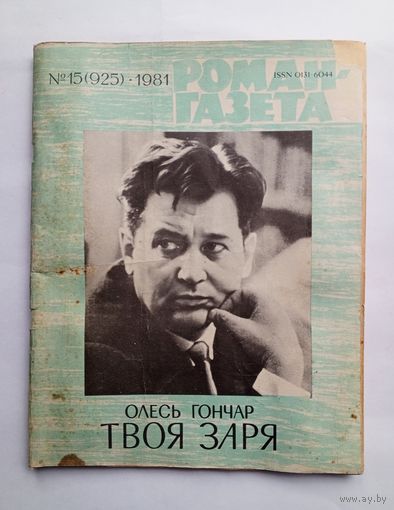 №15(925)·1981
РОМАН-
ГАЗЕТА
ISSN 0131-6044
ОЛЕСЬ ГОНЧАР
ТВОЯ ЗАРЯ
www.ay.by